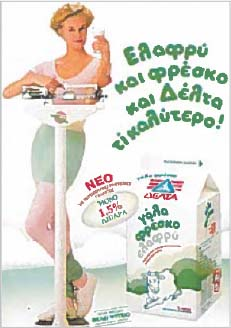 Ελαφρύ
και φρέσκο
και Δέλτα
τι καλύτερο!
ΝΕΟ
ΜΟΝΟ
1.5%
ΛΙΠΑΡΑ
ΔΕΛΤΑ
γάλα
φρέσκο
ελαφρύ